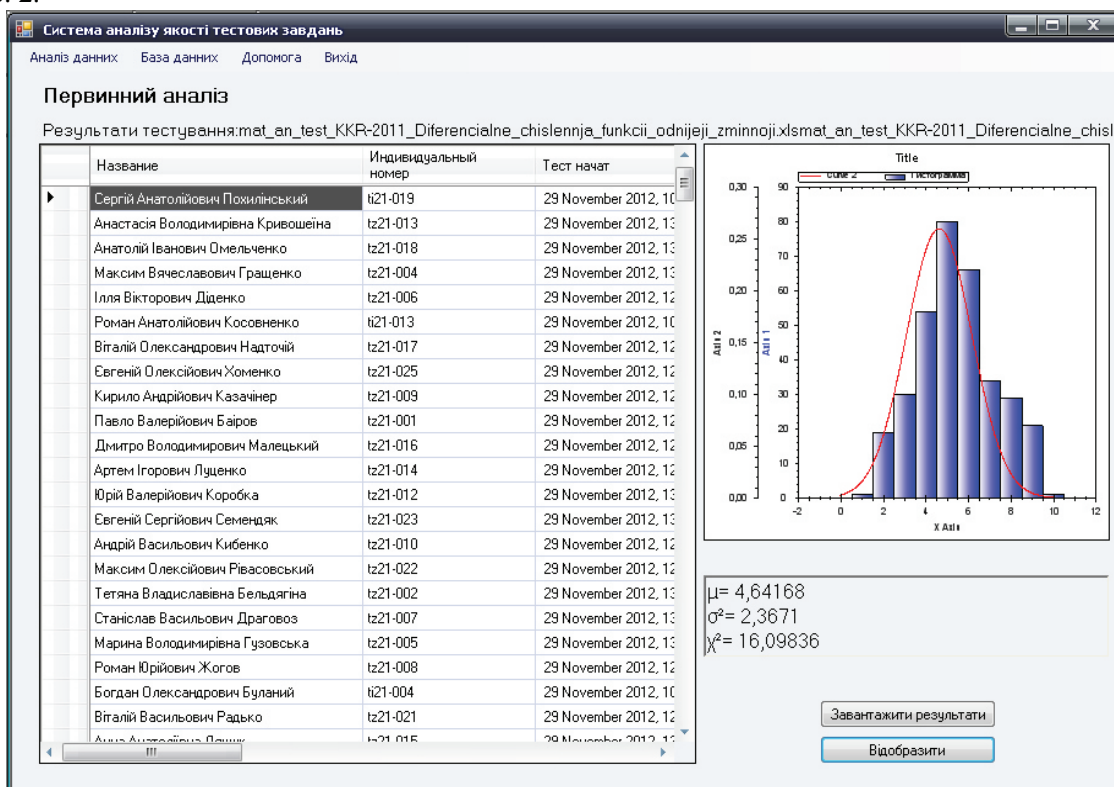 Система аналізу якості тестових завдань
Аналіз данних База данних Допомога Вихід
Первинний аналіз
Результати тестування:mat_an_test_KKR-2011_Diferencialne_chislennja_funkcii_odnijeji_zminnoji.xlsmat_an_test_KKR-2011_Diferencialne_chisl
Название Индивидуальный номер Тест начат
Сергій Анатолійович Похилінський ti21-019 29 November 2012, 10
Анастасія Володимирівна Кривошеїна tz21-013 29 November 2012, 13
Анатолій Іванович Омельченко tz21-018 29 November 2012, 13
Максим Вячеславович Гращенко tz21-004 29 November 2012, 13
Ілля Вікторович Діденко tz21-006 29 November 2012, 12
Роман Анатолійович Косовненко ti21-013 29 November 2012, 10
Віталій Олександрович Надточій tz21-017 29 November 2012, 12
Євгеній Олексійович Хоменко tz21-025 29 November 2012, 12
Кирило Андрійович Казачінер tz21-009 29 November 2012, 12
Павло Валерійович Баіров tz21-001 29 November 2012, 12
Дмитро Володимирович Малецький tz21-016 29 November 2012, 12
Артем Ігорович Луценко tz21-014 29 November 2012, 12
Юрій Валерійович Коробка tz21-012 29 November 2012, 13
Євгеній Сергійович Семендяк tz21-023 29 November 2012, 13
Андрій Васильович Кибенко tz21-010 29 November 2012, 12
Максим Олексійович Рівасовський tz21-022 29 November 2012, 12
Тетяна Владиславівна Бельдягіна tz21-002 29 November 2012, 13
Станіслав Васильович Драговоз tz21-007 29 November 2012, 13
Марина Володимирівна Гузовська tz21-005 29 November 2012, 13
Роман Юрійович Жогов tz21-008 29 November 2012, 12
Богдан Олександрович Буланий ti21-004 29 November 2012, 10
Віталій Васильович Радько tz21-021 29 November 2012, 12
Title
Curve 2 Гистограмма
0,30 0,25 0,20 0,15 0,10 0,05 0,00
Axis 2
90 80 70 60 50 40 30 20 10 0
Axis 1
-2 0 2 4 6 8 10 12
X Axis
μ= 4,64168
σ²= 2,3671
χ²= 16,09836
Завантажити результати
Відобразити